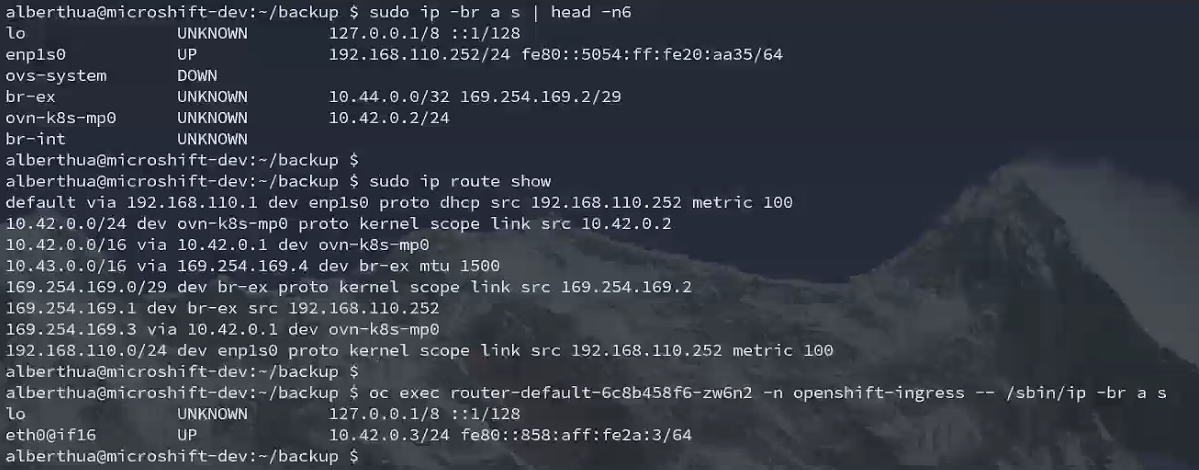 alberthua@microshift-dev:~/backup $ sudo ip -br a s | head -n6
lo UNKNOWN 127.0.0.1/8 ::1/128
enp1s0 UP 192.168.110.252/24 fe80::5054:ff:fe20:aa35/64
ovs-system DOWN
br-ex UNKNOWN 10.44.0.0/32 169.254.169.2/29
ovn-k8s-mp0 UNKNOWN 10.42.0.2/24
br-int UNKNOWN
alberthua@microshift-dev:~/backup $
alberthua@microshift-dev:~/backup $ sudo ip route show
default via 192.168.110.1 dev enp1s0 proto dhcp src 192.168.110.252 metric 100
10.42.0.0/24 dev ovn-k8s-mp0 proto kernel scope link src 10.42.0.2
10.42.0.0/16 via 10.42.0.1 dev ovn-k8s-mp0
10.43.0.0/16 via 169.254.169.4 dev br-ex mtu 1500
169.254.169.0/29 dev br-ex proto kernel scope link src 169.254.169.2
169.254.169.1 dev br-ex src 192.168.110.252
169.254.169.3 via 10.42.0.1 dev ovn-k8s-mp0
192.168.110.0/24 dev enp1s0 proto kernel scope link src 192.168.110.252 metric 100
alberthua@microshift-dev:~/backup $
alberthua@microshift-dev:~/backup $ oc exec router-default-6c8b458f6-zw6n2 -n openshift-ingress -- /sbin/ip -br a s
lo UNKNOWN 127.0.0.1/8 ::1/128
eth0@if16 UP 10.42.0.3/24 fe80::858:aff:fe2a:3/64
alberthua@microshift-dev:~/backup $